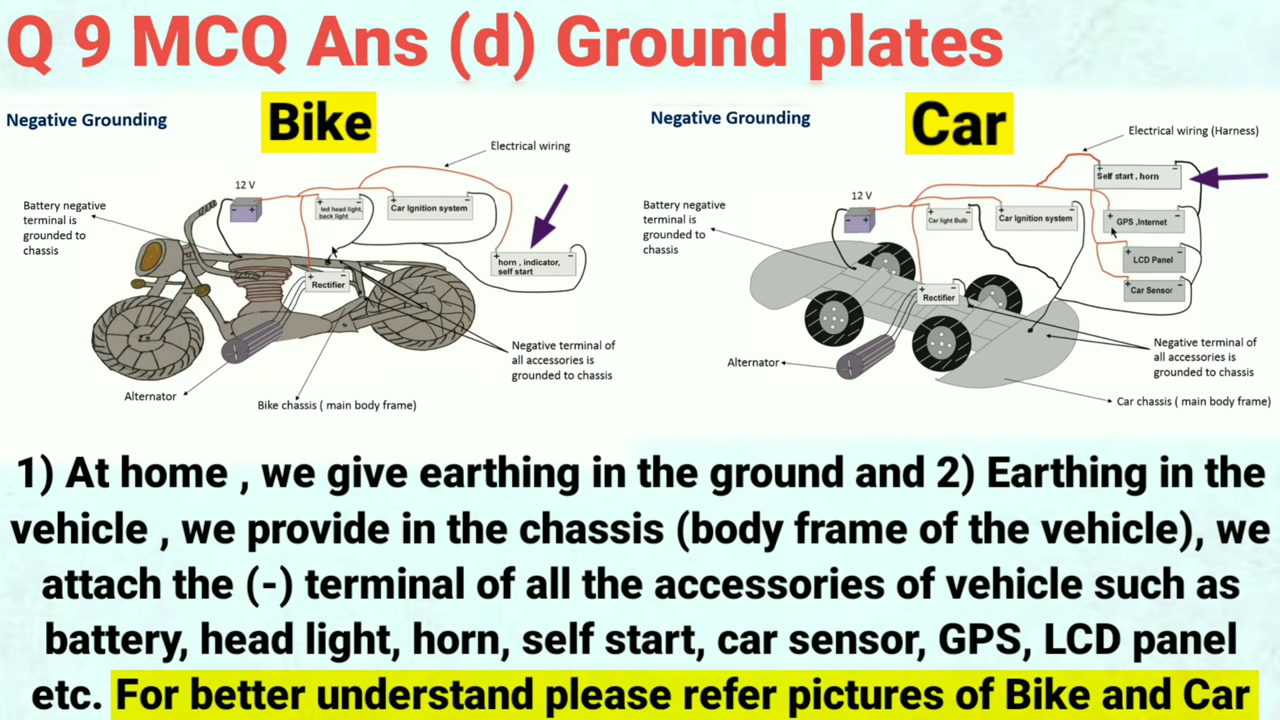 Q 9 MCQ Ans (d) Ground plates
Negative Grounding
Bike
Electrical wiring
12 V
Battery negative
terminal is
grounded to
chassis
+
-
+
-
led head light,
back light
+
-
Car Ignition system
+
-
horn , indicator,
self start
+
-
Rectifier
Negative terminal of
all accessories is
grounded to chassis
Alternator
Bike chassis ( main body frame)
Negative Grounding
Car
Electrical wiring (Harness)
12 V
Battery negative
terminal is
grounded to
chassis
+
-
+
-
Car light Bulb
+
-
Car Ignition system
+
-
Self start , horn
+
-
GPS ,Internet
+
-
LCD Panel
+
-
Car Sensor
+
-
Rectifier
Negative terminal of
all accessories is
grounded to chassis
Alternator
Car chassis ( main body frame)
1) At home , we give earthing in the ground and 2) Earthing in the
vehicle , we provide in the chassis (body frame of the vehicle), we
attach the (-) terminal of all the accessories of vehicle such as
battery, head light, horn, self start, car sensor, GPS, LCD panel
etc. For better understand please refer pictures of Bike and Car